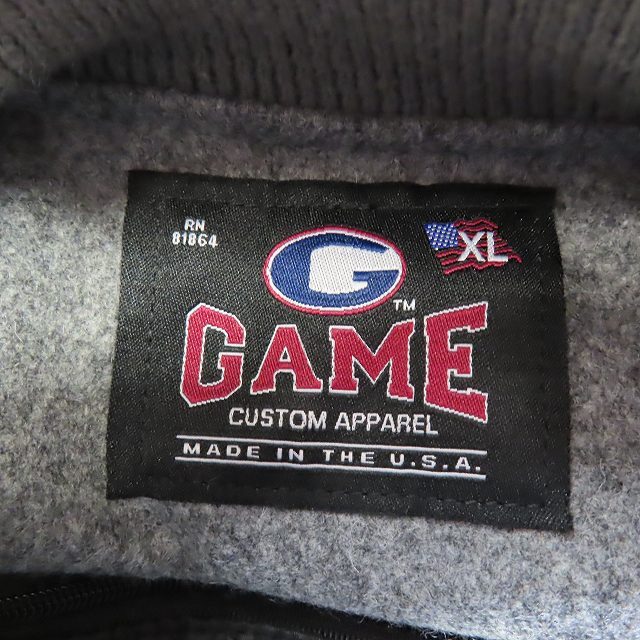 RN
81864
XL
G
TM
GAME
CUSTOM APPAREL
MADE IN THE U.S.A.